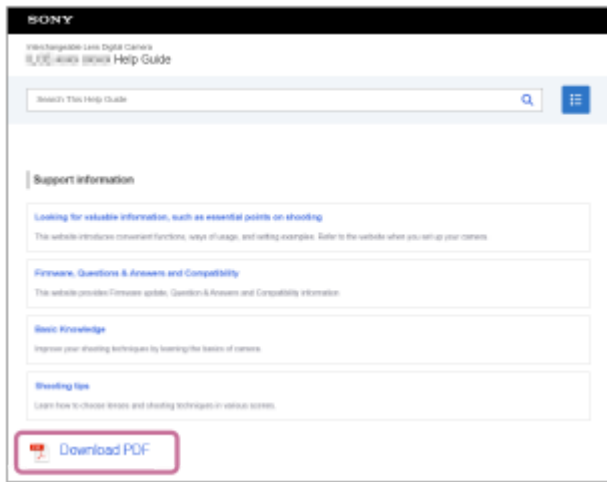 SONY
Interchangeable Lens Digital Camera
Help Guide
Search This Help Guide
Support information
Looking for valuable information, such as essential points on shooting
This website introduces convenient functions, ways of usage, and setting examples. Refer to the website when you set up your camera.
Firmware, Questions & Answers and Compatibility
This website provides Firmware update, Question & Answers and Compatibility information
Basic Knowledge
Improve your shooting techniques by learning the basics of camera.
Shooting tips
Learn how to choose lenses and shooting techniques in various scenes.
Download PDF